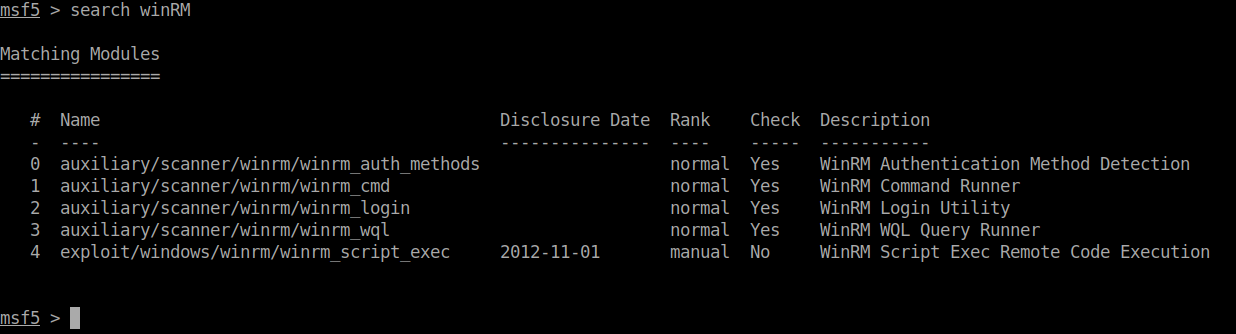 msf5 > search winRM
Matching Modules
================
#  Name                                     Disclosure Date  Rank    Check  Description
-  ----                                     ---------------  ----    -----  -----------
0  auxiliary/scanner/winrm/winrm_auth_methods                   normal  Yes    WinRM Authentication Method Detection
1  auxiliary/scanner/winrm/winrm_cmd                            normal  Yes    WinRM Command Runner
2  auxiliary/scanner/winrm/winrm_login                          normal  Yes    WinRM Login Utility
3  auxiliary/scanner/winrm/winrm_wql                            normal  Yes    WinRM WQL Query Runner
4  exploit/windows/winrm/winrm_script_exec     2012-11-01       manual  No     WinRM Script Exec Remote Code Execution
msf5 >